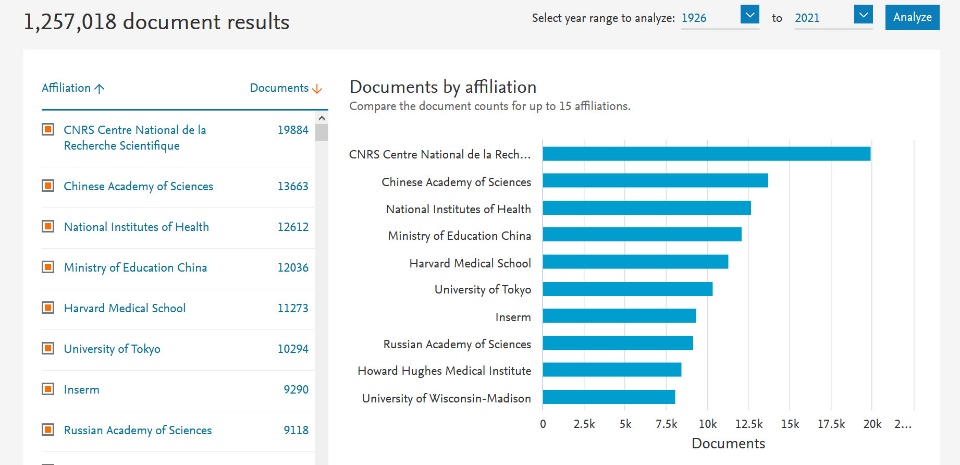 1,257,018 document results
Select year range to analyze: 1926 to 2021 Analyze
Affiliation Documents
CNRS Centre National de la
Recherche Scientifique 19884
Chinese Academy of Sciences 13663
National Institutes of Health 12612
Ministry of Education China 12036
Harvard Medical School 11273
University of Tokyo 10294
Inserm 9290
Russian Academy of Sciences 9118
Documents by affiliation
Compare the document counts for up to 15 affiliations.
CNRS Centre National de la Rech...
Chinese Academy of Sciences
National Institutes of Health
Ministry of Education China
Harvard Medical School
University of Tokyo
Inserm
Russian Academy of Sciences
Howard Hughes Medical Institute
University of Wisconsin-Madison
0 2.5k 5k 7.5k 10k 12.5k 15k 17.5k 20k 2...
Documents